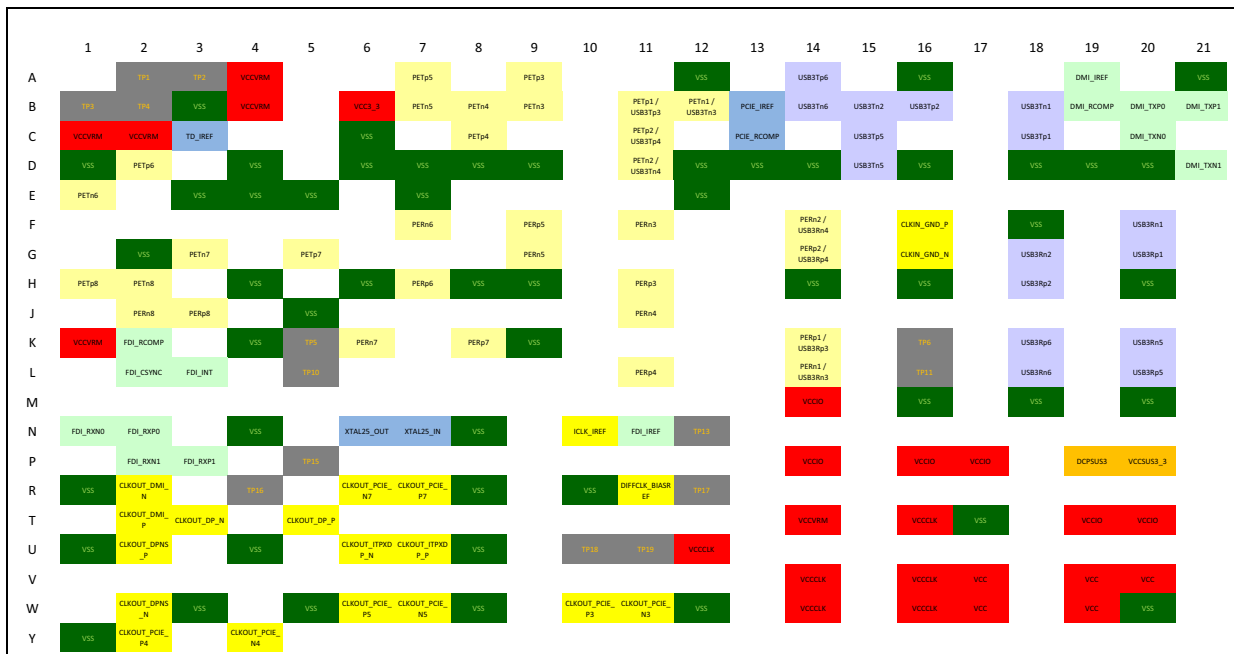 1 2 3 4 5 6 7 8 9 10 11 12 13 14 15 16 17 18 19 20 21
A TP1 TP2 VCCVRM PETp5 PETp3 VSS USB3Tp6 VSS DMI_IREF VSS
B TP3 TP4 VSS VCCVRM VCC3_3 PETn5 PETn4 PETn3 PETp1 / USB3Tp3 PETn1 / USB3Tn3 PCIE_IREF USB3Tn6 USB3Tn2 USB3Tp2 USB3Tn1 DMI_RCOMP DMI_TXP0 DMI_TXP1
C VCCVRM VCCVRM TD_IREF VSS PETp4 PETp2 / USB3Tp4 PCIE_RCOMP USB3Tp5 USB3Tp1 DMI_TXN0
D VSS PETp6 VSS VSS VSS VSS VSS PETn2 / USB3Tn4 VSS VSS VSS USB3Tn5 VSS VSS VSS VSS DMI_TXN1
E PETn6 VSS VSS VSS VSS VSS
F PERn6 PERp5 PERn3 PERn2 / USB3Rn4 CLKIN_GND_P VSS USB3Rn1
G VSS PETn7 PETp7 PERn5 PERp2 / USB3Rp4 CLKIN_GND_N USB3Rn2 USB3Rp1
H PETp8 PETn8 VSS VSS PERp6 VSS VSS PERp3 VSS VSS USB3Rp2 VSS
J PERn8 PERp8 VSS PERn4
K VCCVRM FDI_RCOMP VSS TP5 PERn7 PERp7 VSS PERp1 / USB3Rp3 TP6 USB3Rp6 USB3Rn5
L FDI_CSYNC FDI_INT TP10 PERp4 PERn1 / USB3Rn3 TP11 USB3Rn6 USB3Rp5
M VCCIO VSS VSS VSS
N FDI_RXN0 FDI_RXP0 VSS XTAL25_OUT XTAL25_IN VSS ICLK_IREF FDI_IREF TP13
P FDI_RXN1 FDI_RXP1 TP15 VCCIO VCCIO VCCIO DCPSUS3 VCCSUS3_3
R VSS CLKOUT_DMI_N TP16 CLKOUT_PCIE_N7 CLKOUT_PCIE_P7 VSS VSS DIFFCLK_BIASREF TP17
T CLKOUT_DMI_P CLKOUT_DP_N CLKOUT_DP_P VCCVRM VCCCLK VSS VCCIO VCCIO
U VSS CLKOUT_DPNS_P VSS CLKOUT_ITPXDP_N CLKOUT_ITPXDP_P VSS TP18 TP19 VCCCLK
V VCCCLK VCCCLK VCC VCC VCC
W CLKOUT_DPNS_N VSS VSS CLKOUT_PCIE_P5 CLKOUT_PCIE_N5 VSS CLKOUT_PCIE_P3 CLKOUT_PCIE_N3 VSS VCCCLK VCCCLK VCC VCC VSS
Y VSS CLKOUT_PCIE_P4 CLKOUT_PCIE_N4